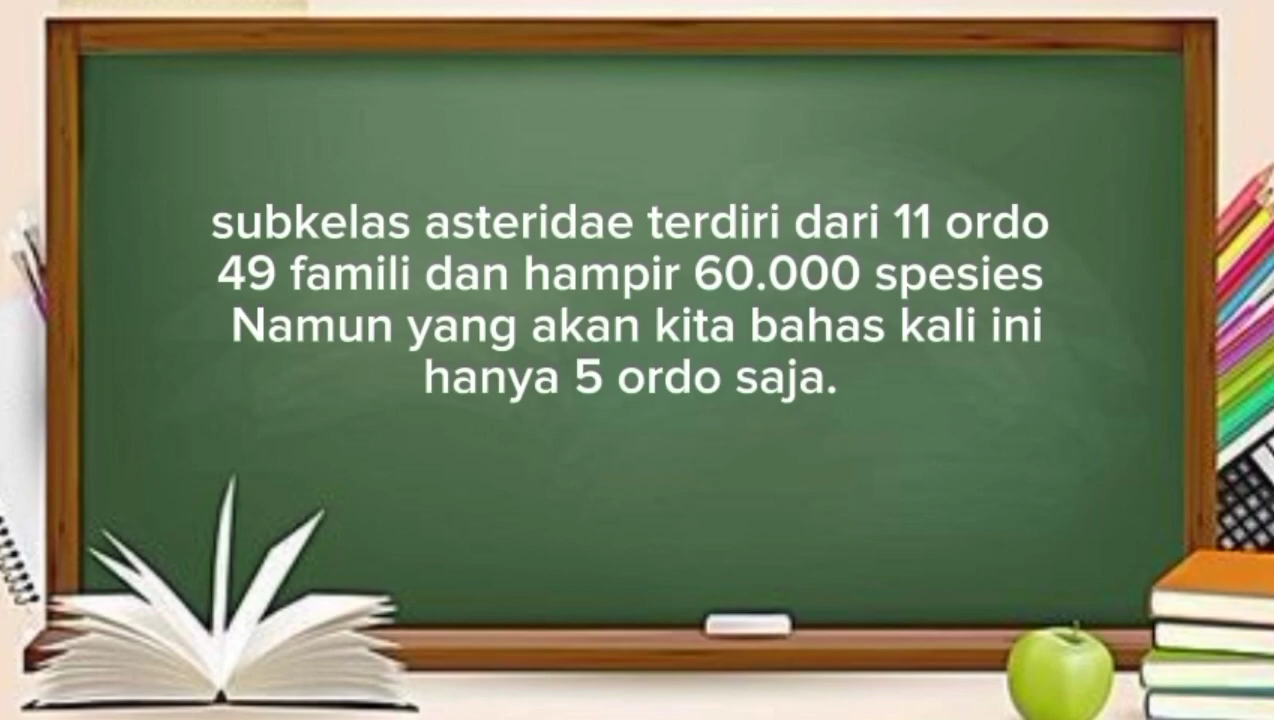 subkelas asteridae terdiri dari 11 ordo
49 famili dan hampir 60.000 spesies
Namun yang akan kita bahas kali ini
hanya 5 ordo saja.